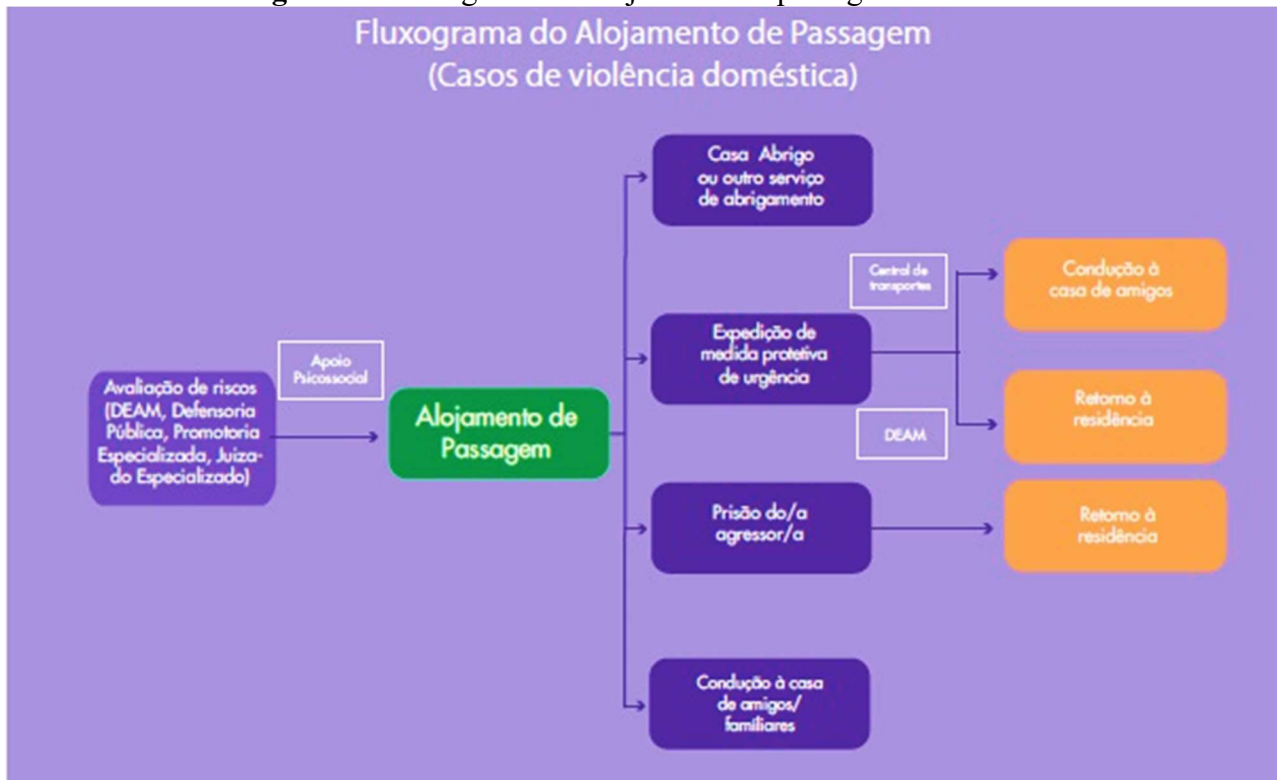 Fluxograma do Alojamento de Passagem
(Casos de violência doméstica)
Casa Abrigo
ou outro serviço
de abrigamento
Central de
transportes
Condução à
casa de amigos
Expedição de
medida protetiva
de urgência
Apoio
Psicossocial
Avaliação de riscos
(DEAM, Defensoria
Pública, Promotoria
Especializada, Juiza-
do Especializado)
Alojamento de
Passagem
DEAM
Retorno à
residência
Prisão do/a
agressor/a
Retorno à
residência
Condução à casa
de amigos/
familiares